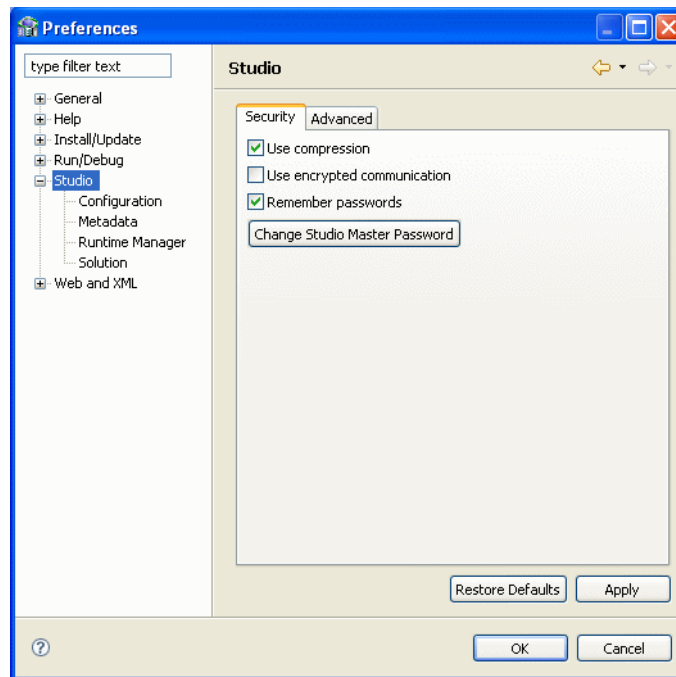 Preferences
type filter text
General
Help
Install/Update
Run/Debug
Studio
Configuration
Metadata
Runtime Manager
Solution
Web and XML
Studio
Security
Advanced
Use compression
Use encrypted communication
Remember passwords
Change Studio Master Password
Restore Defaults
Apply
OK
Cancel